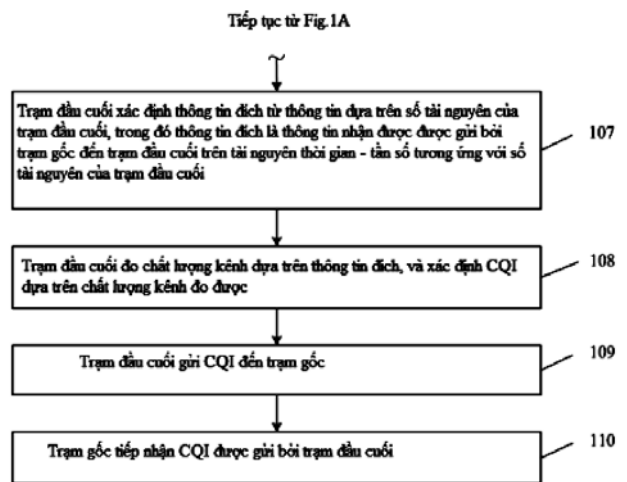 Tiếp tục từ Fig.1A
Trạm đầu cuối xác định thông tin đích từ thông tin dựa trên số tài nguyên của
trạm đầu cuối, trong đó thông tin đích là thông tin nhận được được gửi bởi
trạm gốc đến trạm đầu cuối trên tài nguyên thời gian - tần số tương ứng với số
tài nguyên của trạm đầu cuối
107
Trạm đầu cuối đo chất lượng kênh dựa trên thông tin đích, và xác định CQI
dựa trên chất lượng kênh đo được
108
Trạm đầu cuối gửi CQI đến trạm gốc
109
Trạm gốc tiếp nhận CQI được gửi bởi trạm đầu cuối
110